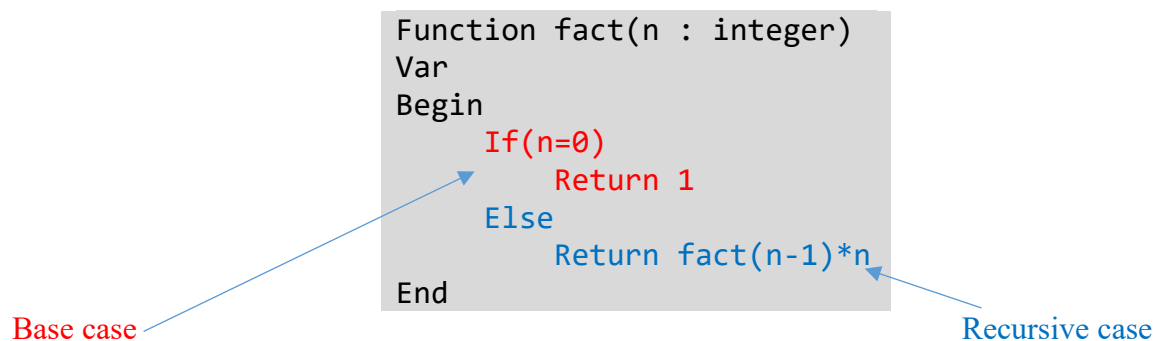 Function fact(n : integer)
Var
Begin
If(n=0)
Return 1
Else
Return fact(n-1)*n
End
Base case
Recursive case